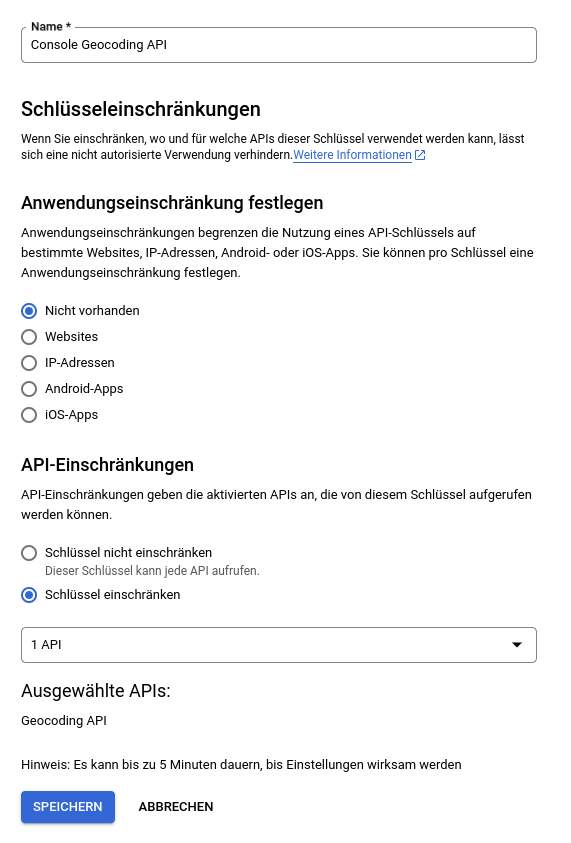 Name *
Console Geocoding API
Schlüsseleinschränkungen
Wenn Sie einschränken, wo und für welche APIs dieser Schlüssel verwendet werden kann, lässt
sich eine nicht autorisierte Verwendung verhindern.Weitere Informationen
Anwendungseinschränkung festlegen
Anwendungseinschränkungen begrenzen die Nutzung eines API-Schlüssels auf
bestimmte Websites, IP-Adressen, Android- oder iOS-Apps. Sie können pro Schlüssel eine
Anwendungseinschränkung festlegen.
Nicht vorhanden
Websites
IP-Adressen
Android-Apps
iOS-Apps
API-Einschränkungen
API-Einschränkungen geben die aktivierten APIs an, die von diesem Schlüssel aufgerufen
werden können.
Schlüssel nicht einschränken
Dieser Schlüssel kann jede API aufrufen.
Schlüssel einschränken
1 API
Ausgewählte APIs:
Geocoding API
Hinweis: Es kann bis zu 5 Minuten dauern, bis Einstellungen wirksam werden
SPEICHERN ABBRECHEN